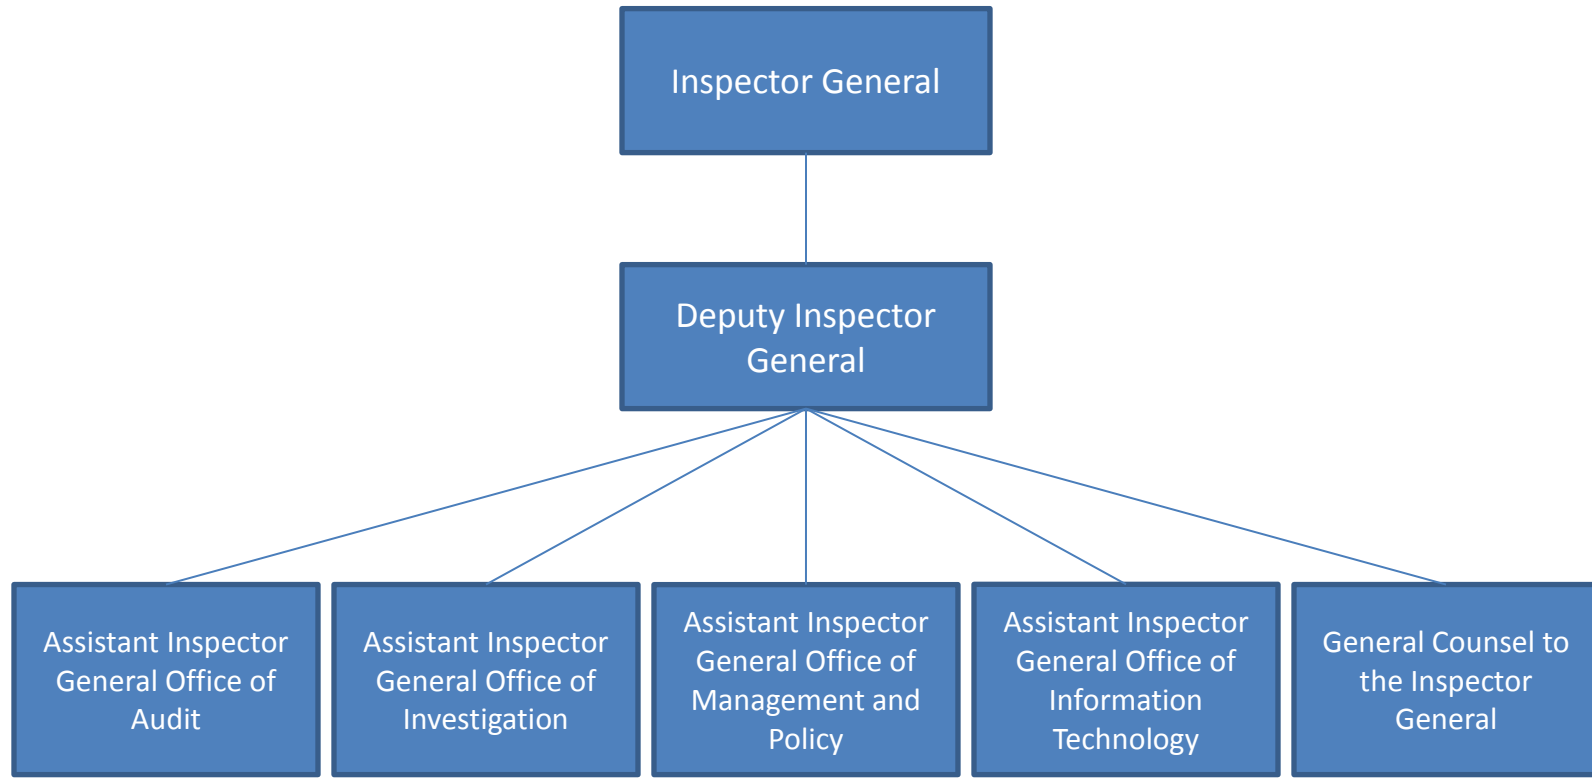 Inspector General
Deputy Inspector
General
Assistant Inspector
General Office of
Audit
Assistant Inspector
General Office of
Investigation
Assistant Inspector
General Office of
Management and
Policy
Assistant Inspector
General Office of
Information
Technology
General Counsel to
the Inspector
General